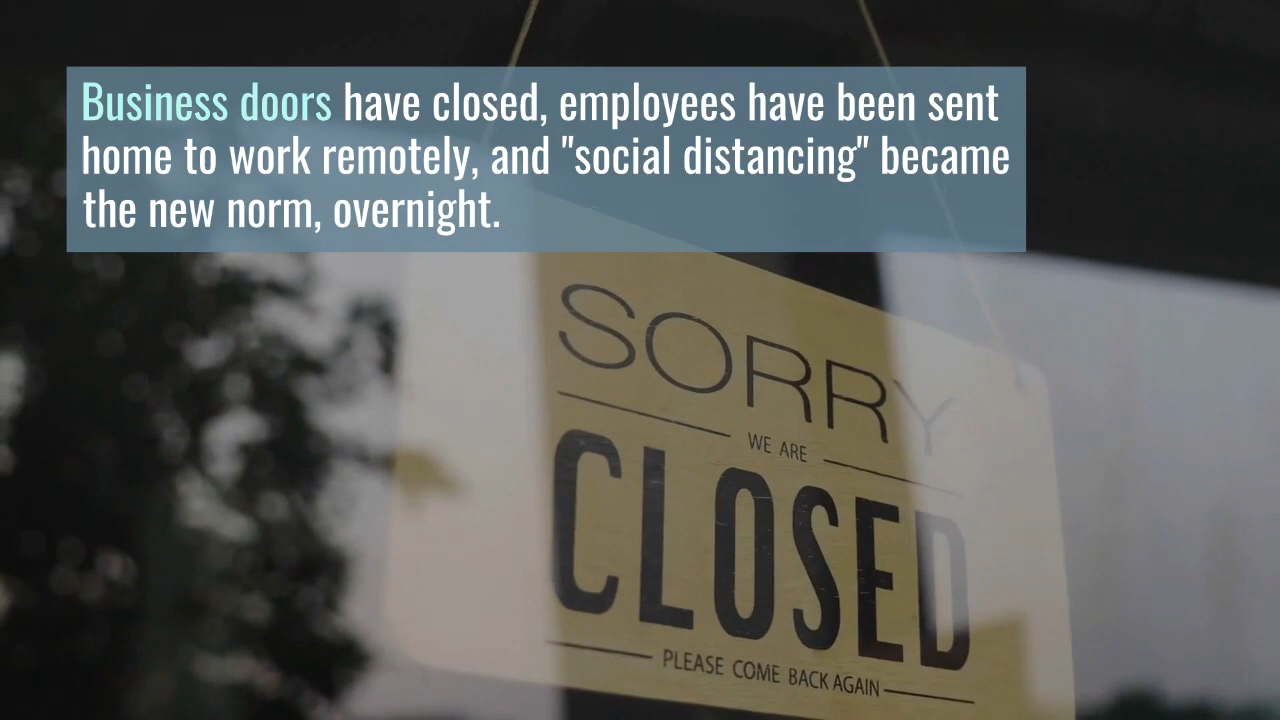 Business doors have closed, employees have been sent
home to work remotely, and "social distancing" became
the new norm, overnight.
SORRY
WE ARE
CLOSED
PLEASE COME BACK AGAIN